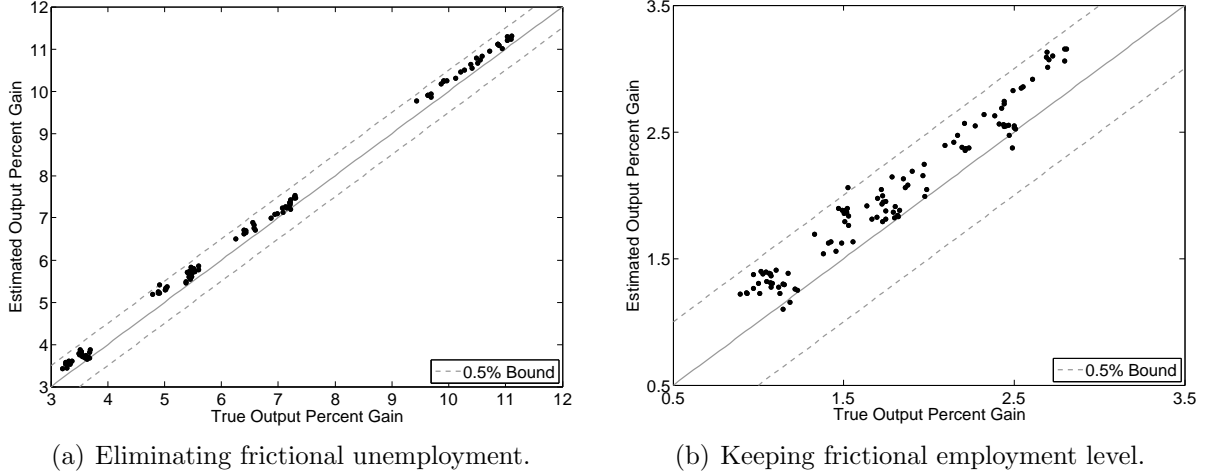 12
11
10
9
8
7
6
5
4
3
Estimated Output Percent Gain
3 4 5 6 7 8 9 10 11 12
True Output Percent Gain
0.5% Bound
(a) Eliminating frictional unemployment.
3.5
2.5
1.5
0.5
Estimated Output Percent Gain
0.5 1.5 2.5 3.5
True Output Percent Gain
0.5% Bound
(b) Keeping frictional employment level.